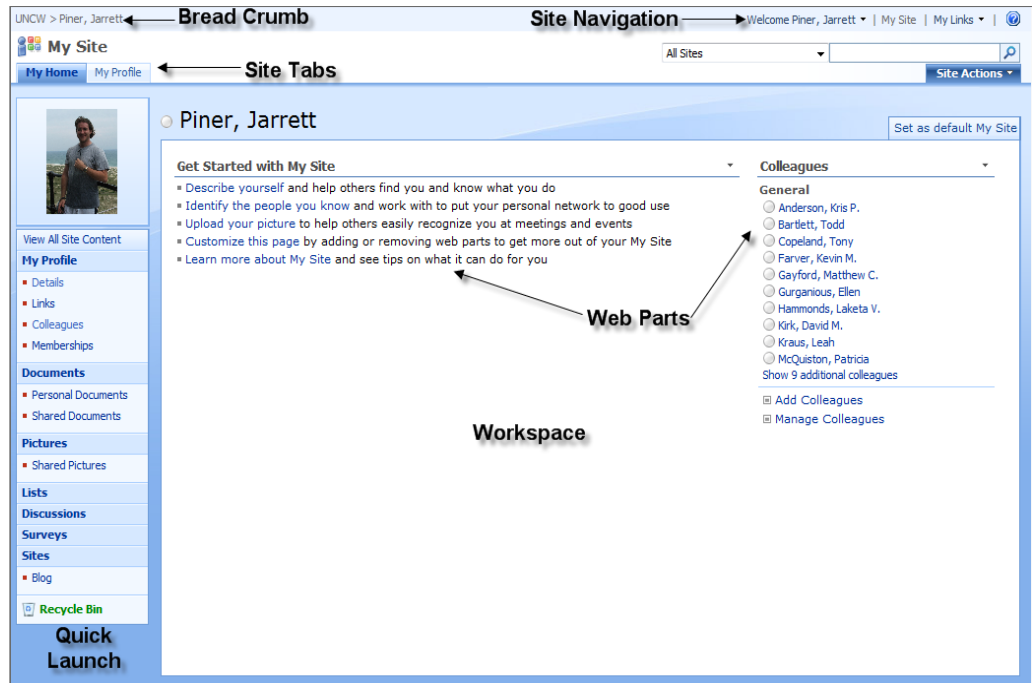 UNCW > Piner, Jarrett
Bread Crumb
Site Navigation
Welcome Piner, Jarrett | My Site | My Links |
My Site
All Sites
My Home My Profile
Site Tabs
Site Actions
Piner, Jarrett
Set as default My Site
View All Site Content
My Profile
Details
Links
Colleagues
Memberships
Documents
Personal Documents
Shared Documents
Pictures
Shared Pictures
Lists
Discussions
Surveys
Sites
Blog
Recycle Bin
Quick
Launch
Get Started with My Site
Describe yourself and help others find you and know what you do
Identify the people you know and work with to put your personal network to good use
Upload your picture to help others easily recognize you at meetings and events
Customize this page by adding or removing web parts to get more out of your My Site
Learn more about My Site and see tips on what it can do for you
Web Parts
Workspace
Colleagues
General
Anderson, Kris P.
Bartlett, Todd
Copeland, Tony
Farver, Kevin M.
Gayford, Matthew C.
Gurganious, Ellen
Hammonds, Laketa V.
Kirk, David M.
Kraus, Leah
McQuiston, Patricia
Show 9 additional colleagues
Add Colleagues
Manage Colleagues